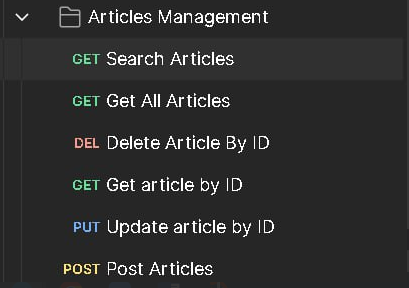 Articles Management
GET Search Articles
GET Get All Articles
DEL Delete Article By ID
GET Get article by ID
PUT Update article by ID
POST Post Articles